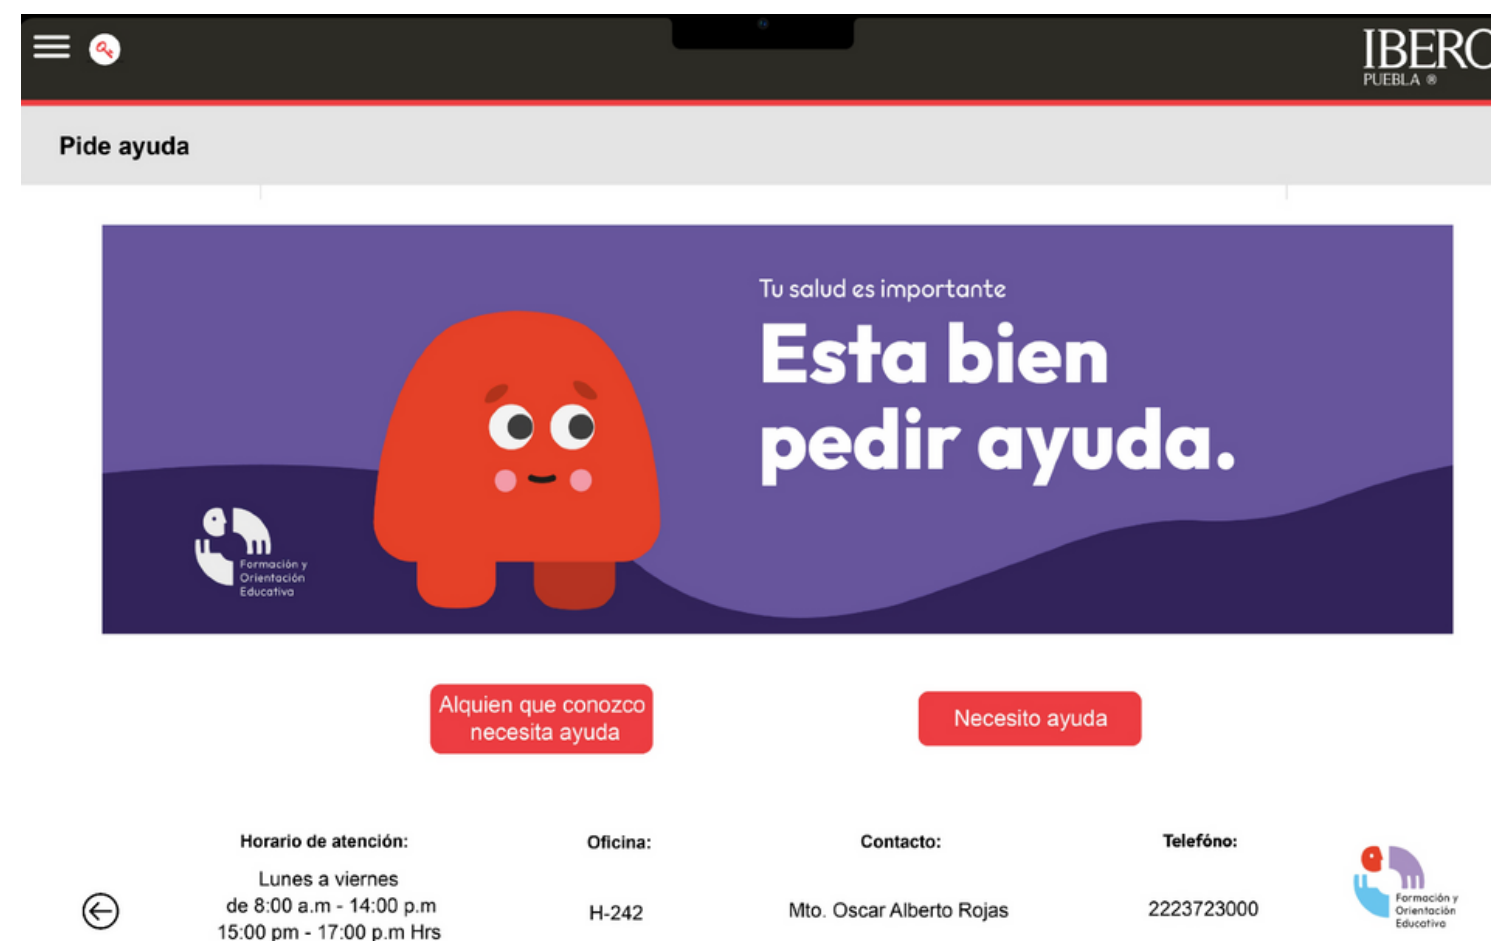 IBERO
PUEBLA ®
Pide ayuda
Tu salud es importante
Esta bien
pedir ayuda.
Formación y
Orientación
Educativa
Alquien que conozco
necesita ayuda
Necesito ayuda
Horario de atención:
Lunes a viernes
de 8:00 a.m - 14:00 p.m
15:00 pm - 17:00 p.m Hrs
Oficina:
H-242
Contacto:
Mto. Oscar Alberto Rojas
Telefóno:
2223723000
Formación y
Orientación
Educativa